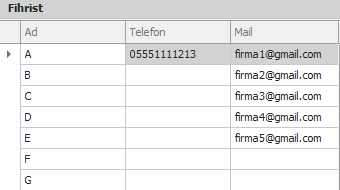 Fihrist
Ad Telefon Mail
A 05551111213 firma1@gmail.com
B firma2@gmail.com
C firma3@gmail.com
D firma4@gmail.com
E firma5@gmail.com
F
G